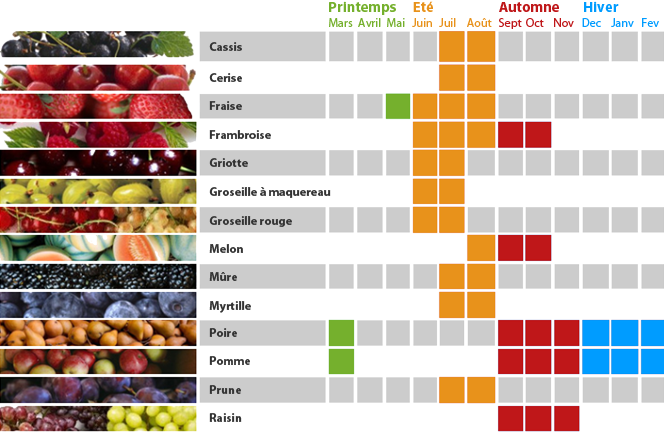 Printemps Eté Automne Hiver
Mars Avril Mai Juin Juil Août Sept Oct Nov Dec Janv Fev
Cassis
Cerise
Fraise
Framboise
Griotte
Groseille à maquereau
Groseille rouge
Melon
Mûre
Myrtille
Poire
Pomme
Prune
Raisin